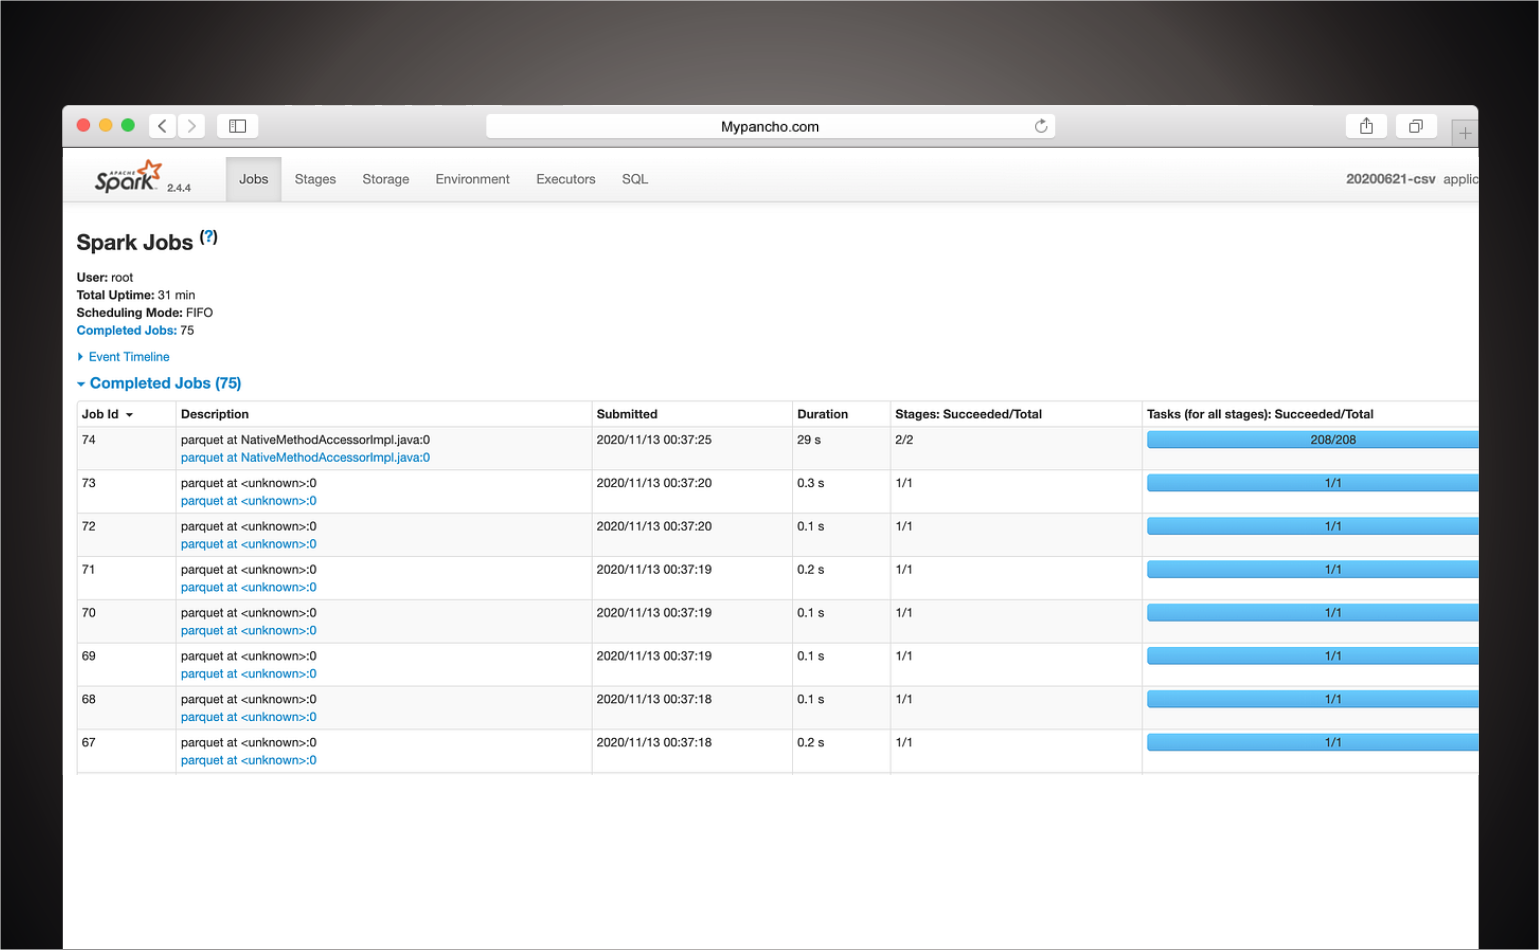 Mypancho.com
APACHE
Spark 2.4.4 Jobs Stages Storage Environment Executors SQL 20200621-csv applic
Spark Jobs (?)
User: root
Total Uptime: 31 min
Scheduling Mode: FIFO
Completed Jobs: 75
Event Timeline
Completed Jobs (75)
Job Id Description Submitted Duration Stages: Succeeded/Total Tasks (for all stages): Succeeded/Total
74 parquet at NativeMethodAccessorImpl.java:0 2020/11/13 00:37:25 29 s 2/2 208/208
parquet at NativeMethodAccessorImpl.java:0
73 parquet at <unknown>:0 2020/11/13 00:37:20 0.3 s 1/1 1/1
parquet at <unknown>:0
72 parquet at <unknown>:0 2020/11/13 00:37:20 0.1 s 1/1 1/1
parquet at <unknown>:0
71 parquet at <unknown>:0 2020/11/13 00:37:19 0.2 s 1/1 1/1
parquet at <unknown>:0
70 parquet at <unknown>:0 2020/11/13 00:37:19 0.1 s 1/1 1/1
parquet at <unknown>:0
69 parquet at <unknown>:0 2020/11/13 00:37:19 0.1 s 1/1 1/1
parquet at <unknown>:0
68 parquet at <unknown>:0 2020/11/13 00:37:18 0.1 s 1/1 1/1
parquet at <unknown>:0
67 parquet at <unknown>:0 2020/11/13 00:37:18 0.2 s 1/1 1/1
parquet at <unknown>:0